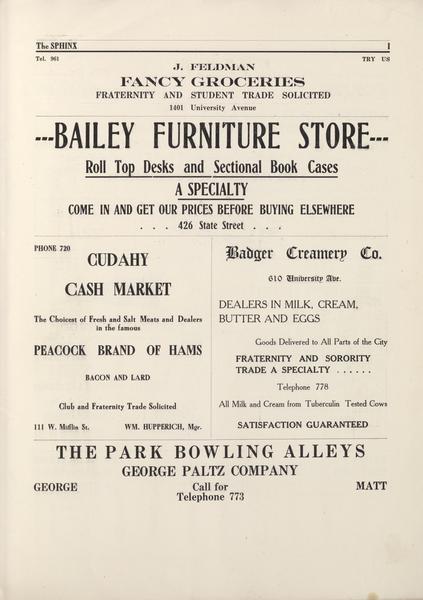 The SPHINX 1
Tel. 961 TRY US
J. FELDMAN
FANCY GROCERIES
FRATERNITY AND STUDENT TRADE SOLICITED
1401 University Avenue
---BAILEY FURNITURE STORE---
Roll Top Desks and Sectional Book Cases
A SPECIALTY
COME IN AND GET OUR PRICES BEFORE BUYING ELSEWHERE
. . . 426 State Street . . .
PHONE 720
CUDAHY
CASH MARKET
The Choicest of Fresh and Salt Meats and Dealers
in the famous
PEACOCK BRAND OF HAMS
BACON AND LARD
Club and Fraternity Trade Solicited
111 W. Mifflin St. WM. HUPPERICH, Mgr.
Badger Creamery Co.
610 University Ave.
DEALERS IN MILK, CREAM,
BUTTER AND EGGS
Goods Delivered to All Parts of the City
FRATERNITY AND SORORITY
TRADE A SPECIALTY . . . . . .
Telephone 778
All Milk and Cream from Tuberculin Tested Cows
SATISFACTION GUARANTEED
THE PARK BOWLING ALLEYS
GEORGE PALTZ COMPANY
GEORGE Call for MATT
Telephone 773